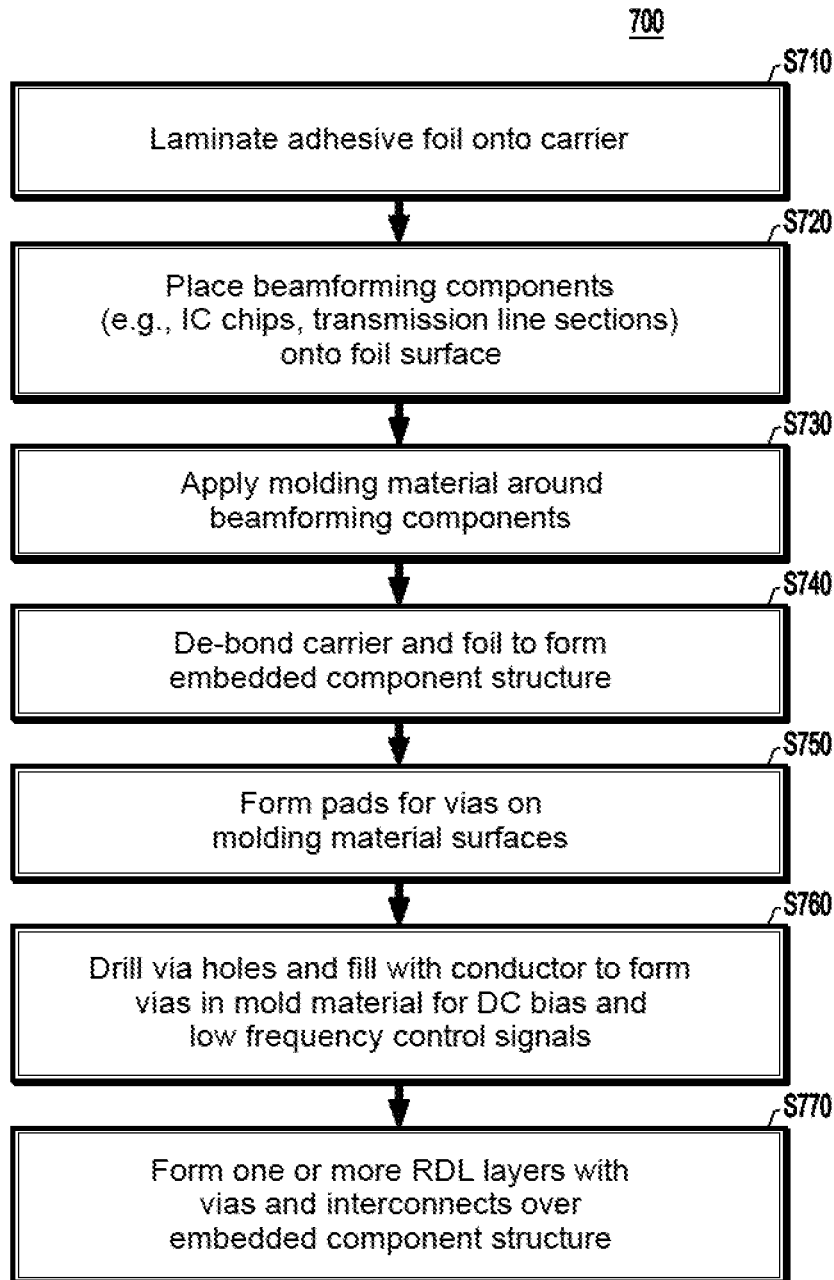 700
S710
Laminate adhesive foil onto carrier
S720
Place beamforming components
(e.g., IC chips, transmission line sections)
onto foil surface
S730
Apply molding material around
beamforming components
S740
De-bond carrier and foil to form
embedded component structure
S750
Form pads for vias on
molding material surfaces
S760
Drill via holes and fill with conductor to form
vias in mold material for DC bias and
low frequency control signals
S770
Form one or more RDL layers with
vias and interconnects over
embedded component structure